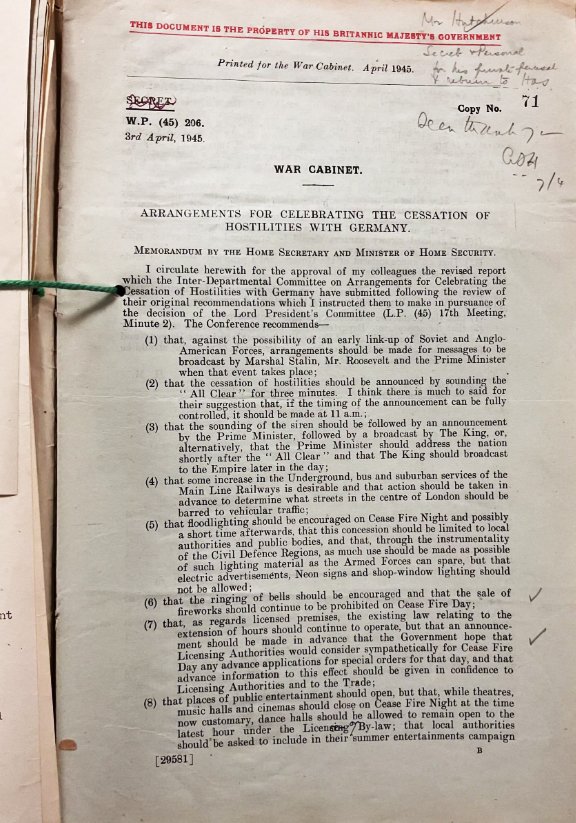 Mr Hutchinson
THIS DOCUMENT IS THE PROPERTY OF HIS BRITANNIC MAJESTY'S GOVERNMENT
Secret & Personal
for his private perusal
& return to
Printed for the War Cabinet. April 1945.
SECRET.
Copy No. 71
W.P. (45) 206.
3rd April, 1945.
Seen thank you
7/4
WAR CABINET.
ARRANGEMENTS FOR CELEBRATING THE CESSATION OF
HOSTILITIES WITH GERMANY.
MEMORANDUM BY THE HOME SECRETARY AND MINISTER OF HOME SECURITY.
I circulate herewith for the approval of my colleagues the revised report
which the Inter-Departmental Committee on Arrangements for Celebrating the
Cessation of Hostilities with Germany have submitted following the review of
their original recommendations which I instructed them to make in pursuance of
the decision of the Lord President's Committee (L.P. (45) 17th Meeting,
Minute 2). The Conference recommends—
(1) that, against the possibility of an early link-up of Soviet and Anglo-
American Forces, arrangements should be made for messages to be
broadcast by Marshal Stalin, Mr. Roosevelt and the Prime Minister
when that event takes place;
(2) that the cessation of hostilities should be announced by sounding the
"All Clear" for three minutes. I think there is much to said for
their suggestion that, if the timing of the announcement can be fully
controlled, it should be made at 11 a.m.;
(3) that the sounding of the siren should be followed by an announcement
by the Prime Minister, followed by a broadcast by The King, or,
alternatively, that the Prime Minister should address the nation
shortly after the "All Clear" and that The King should broadcast
to the Empire later in the day;
(4) that some increase in the Underground, bus and suburban services of the
Main Line Railways is desirable and that action should be taken in
advance to determine what streets in the centre of London should be
barred to vehicular traffic;
(5) that floodlighting should be encouraged on Cease Fire Night and possibly
a short time afterwards, that this concession should be limited to local
authorities and public bodies, and that, through the instrumentality
of the Civil Defence Regions, as much use should be made as possible
of such lighting material as the Armed Forces can spare, but that
electric advertisements, Neon signs and shop-window lighting should
not be allowed;
(6) that the ringing of bells should be encouraged and that the sale of
fireworks should continue to be prohibited on Cease Fire Day;
(7) that, as regards licensed premises, the existing law relating to the
extension of hours should continue to operate, but that an announce-
ment should be made in advance that the Government hope that
Licensing Authorities would consider sympathetically for Cease Fire
Day any advance applications for special orders for that day, and that
advance information to this effect should be given in confidence to
Licensing Authorities and to the Trade;
(8) that places of public entertainment should open, but that, while theatres,
music halls and cinemas should close on Cease Fire Night at the time
now customary, dance halls should be allowed to remain open to the
latest hour under the Licensing By-law; that local authorities
should be asked to include in their summer entertainments campaign
[29581]
B
nt